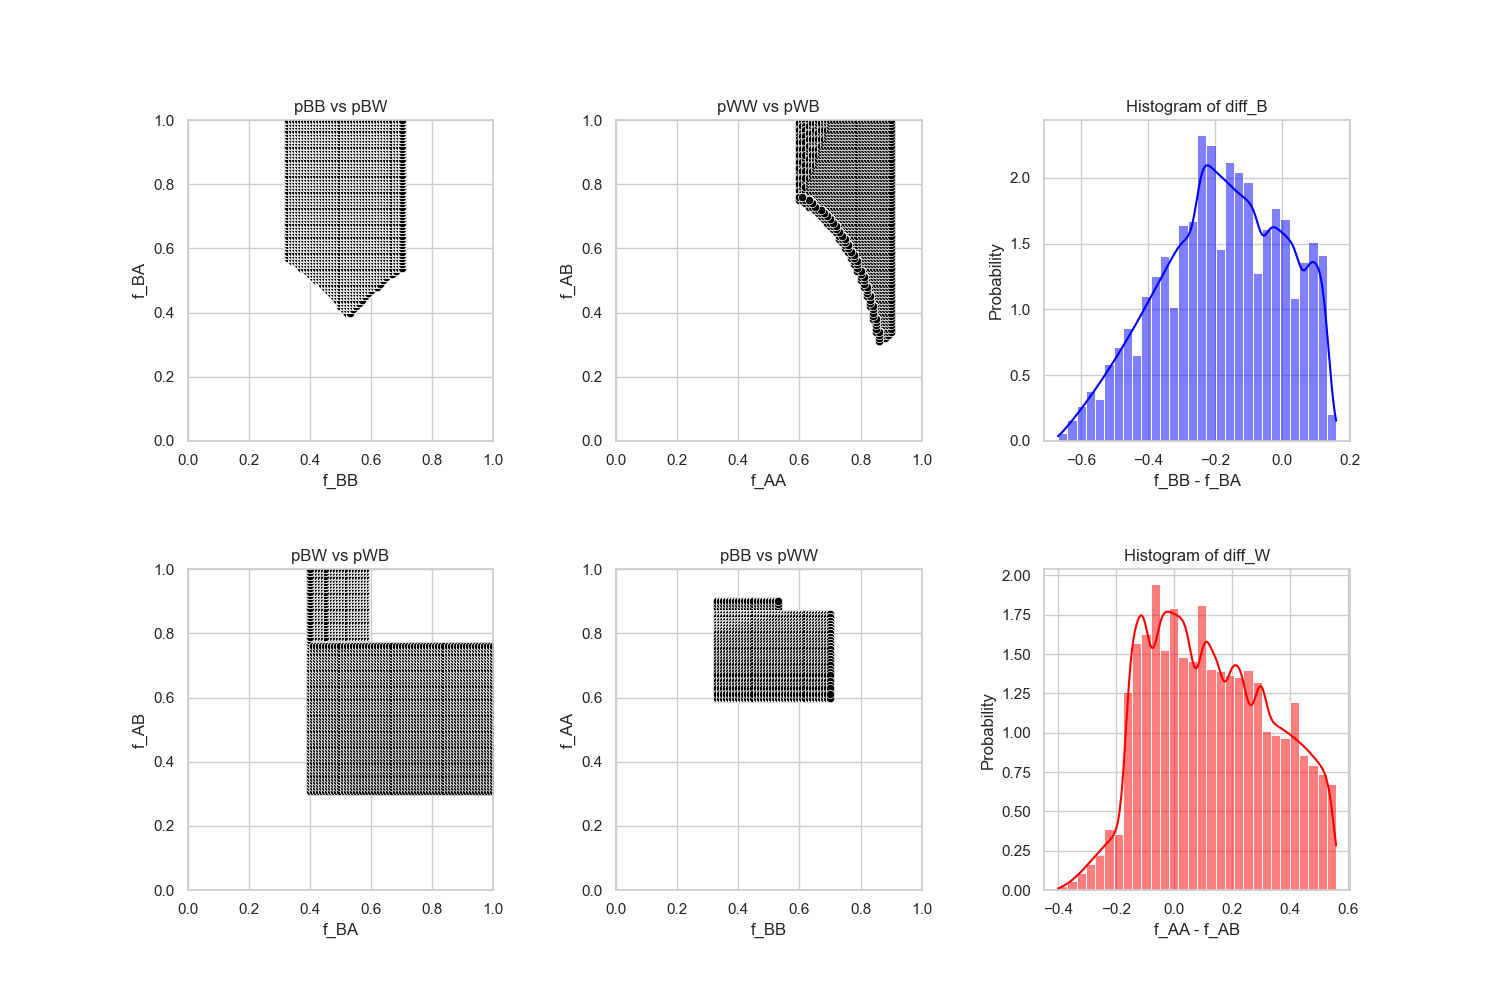 pBB vs pBW
1.0
0.8
0.6
0.4
0.2
0.0
f_BA
0.0 0.2 0.4 0.6 0.8 1.0
f_BB
pWW vs pWB
1.0
0.8
0.6
0.4
0.2
0.0
f_AB
0.0 0.2 0.4 0.6 0.8 1.0
f_AA
Histogram of diff_B
2.0
1.5
1.0
0.5
0.0
Probability
−0.6 −0.4 −0.2 0.0 0.2
f_BB - f_BA
pBW vs pWB
1.0
0.8
0.6
0.4
0.2
0.0
f_AB
0.0 0.2 0.4 0.6 0.8 1.0
f_BA
pBB vs pWW
1.0
0.8
0.6
0.4
0.2
0.0
f_AA
0.0 0.2 0.4 0.6 0.8 1.0
f_BB
Histogram of diff_W
2.00
1.75
1.50
1.25
1.00
0.75
0.50
0.25
0.00
Probability
−0.4 −0.2 0.0 0.2 0.4 0.6
f_AA - f_AB